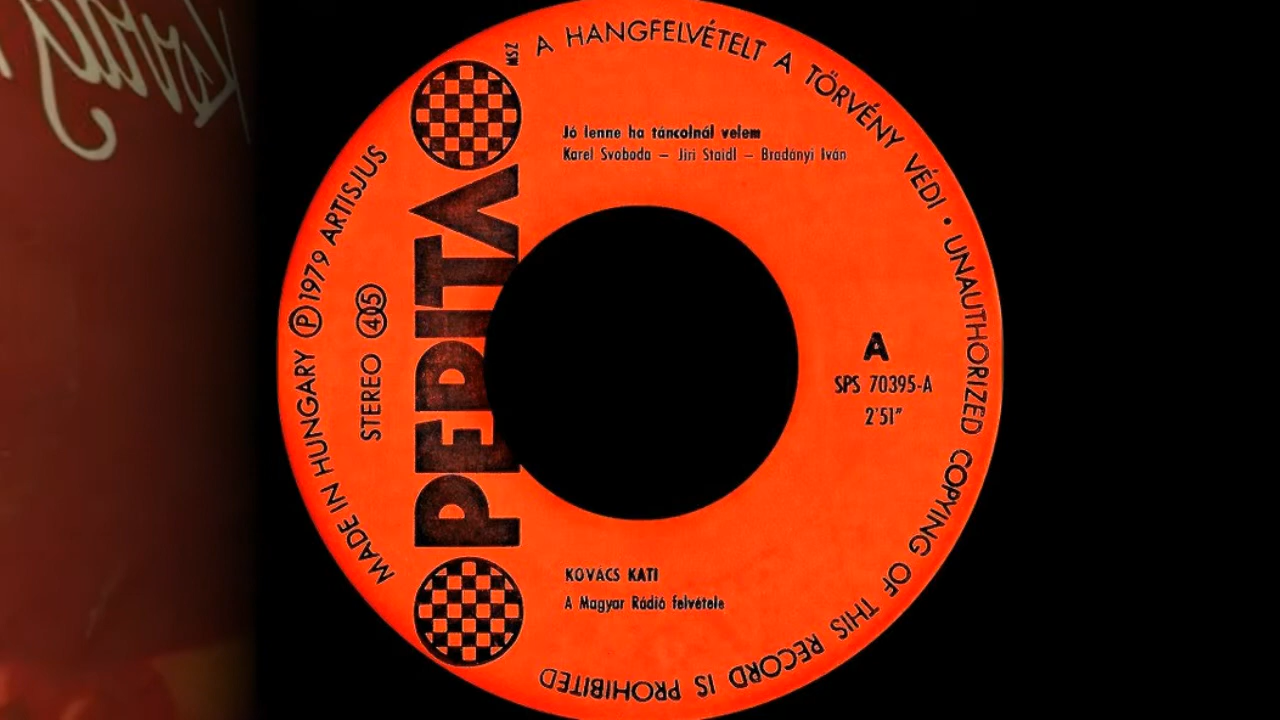 MSZ A HANGFELVÉTELT A TÖRVÉNY VÉDI • UNAUTHORIZED COPYING OF THIS RECORD IS PROHIBITED
Jó lenne ha táncolnál velem
Karel Svoboda – Jiri Staidl – Bradányi Iván
MADE IN HUNGARY Ⓟ 1979 ARTISJUS
STEREO 45
PEPITA
A
SPS 70395-A
2'51"
KOVÁCS KATI
A Magyar Rádió felvétele